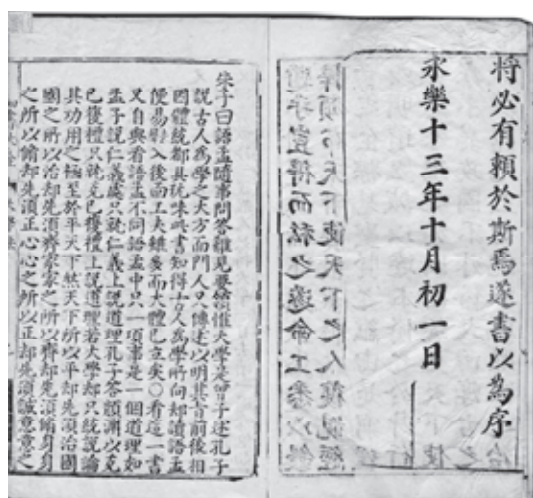 將必有賴於斯焉遂書以為序
永樂十三年十月初一日
朱子曰語孟隨事問答難見要領惟大學是曾子述孔子
說古人為學之大方而門人又傳述以明其旨前後相
因體統都具玩味此書知得古人為學所向却讀語孟
便易入後面工夫雖多而大體已立矣○看這一書
又自與看語孟不同語孟中只一項事是一個道理如
孟子說仁義處只就仁義上說道理孔子答顏淵以克
己復禮只就克己復禮上說道理若大學却只統說論
其功用之極至於平天下然天下所以平却先須治國
國之所以治却先須齊家家之所以齊却先須脩身身
之所以脩却先須正心心之所以正却先須誠意意之